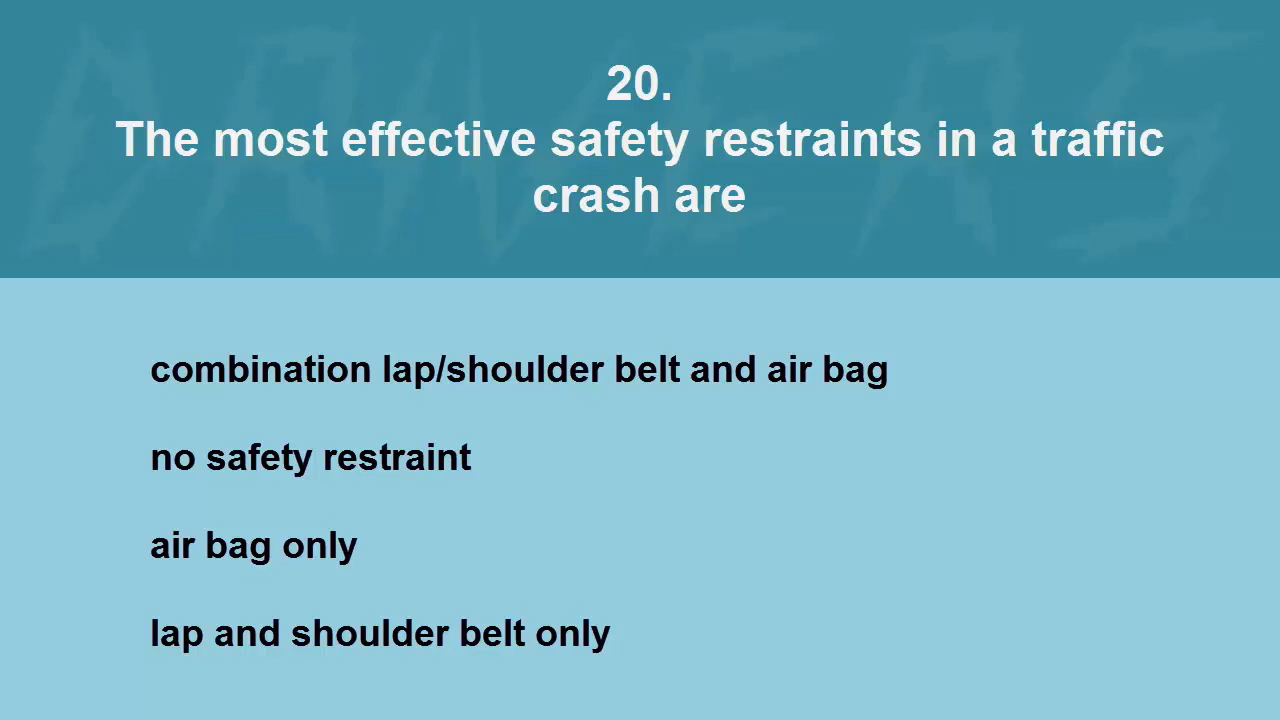 20.
The most effective safety restraints in a traffic
crash are
combination lap/shoulder belt and air bag
no safety restraint
air bag only
lap and shoulder belt only